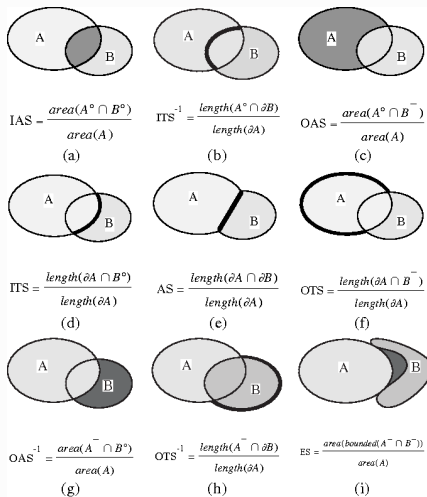 A B
A B
A B
IAS = area(A° ∩ B°) / area(A)
ITS⁻¹ = length(A° ∩ ∂B) / length(∂A)
OAS = area(A° ∩ B⁻) / area(A)
(a)
(b)
(c)
A B
A B
A B
ITS = length(∂A ∩ B°) / length(∂A)
AS = length(∂A ∩ ∂B) / length(∂A)
OTS = length(∂A ∩ B⁻) / length(∂A)
(d)
(e)
(f)
A B
A B
A B
OAS⁻¹ = area(A⁻ ∩ B°) / area(A)
OTS⁻¹ = length(A⁻ ∩ ∂B) / length(∂A)
ES = area(bounded(A⁻ ∩ B⁻)) / area(A)
(g)
(h)
(i)